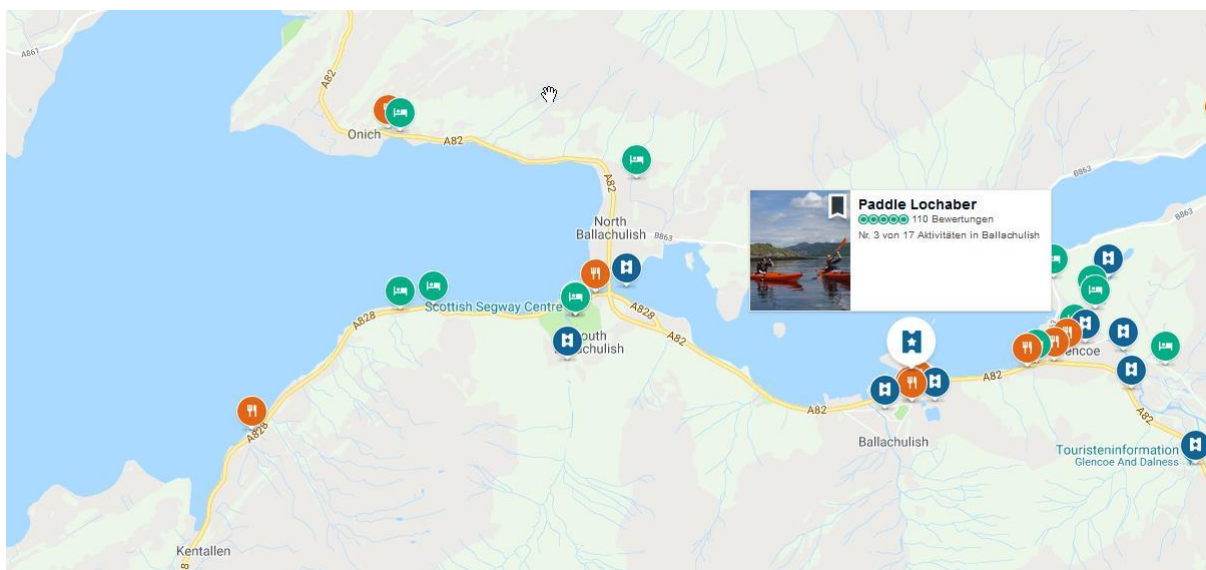 A861
A82
Onich
A82
A82
North
Ballachulish
B863
B863
B863
Paddle Lochaber
110 Bewertungen
Nr. 3 von 17 Aktivitäten in Ballachulish
Scottish Segway Centre
A828
A828
A82
A82
A82
A82
A828
Ballachulish
Touristeninformation
Glencoe And Dalness
Kentallen